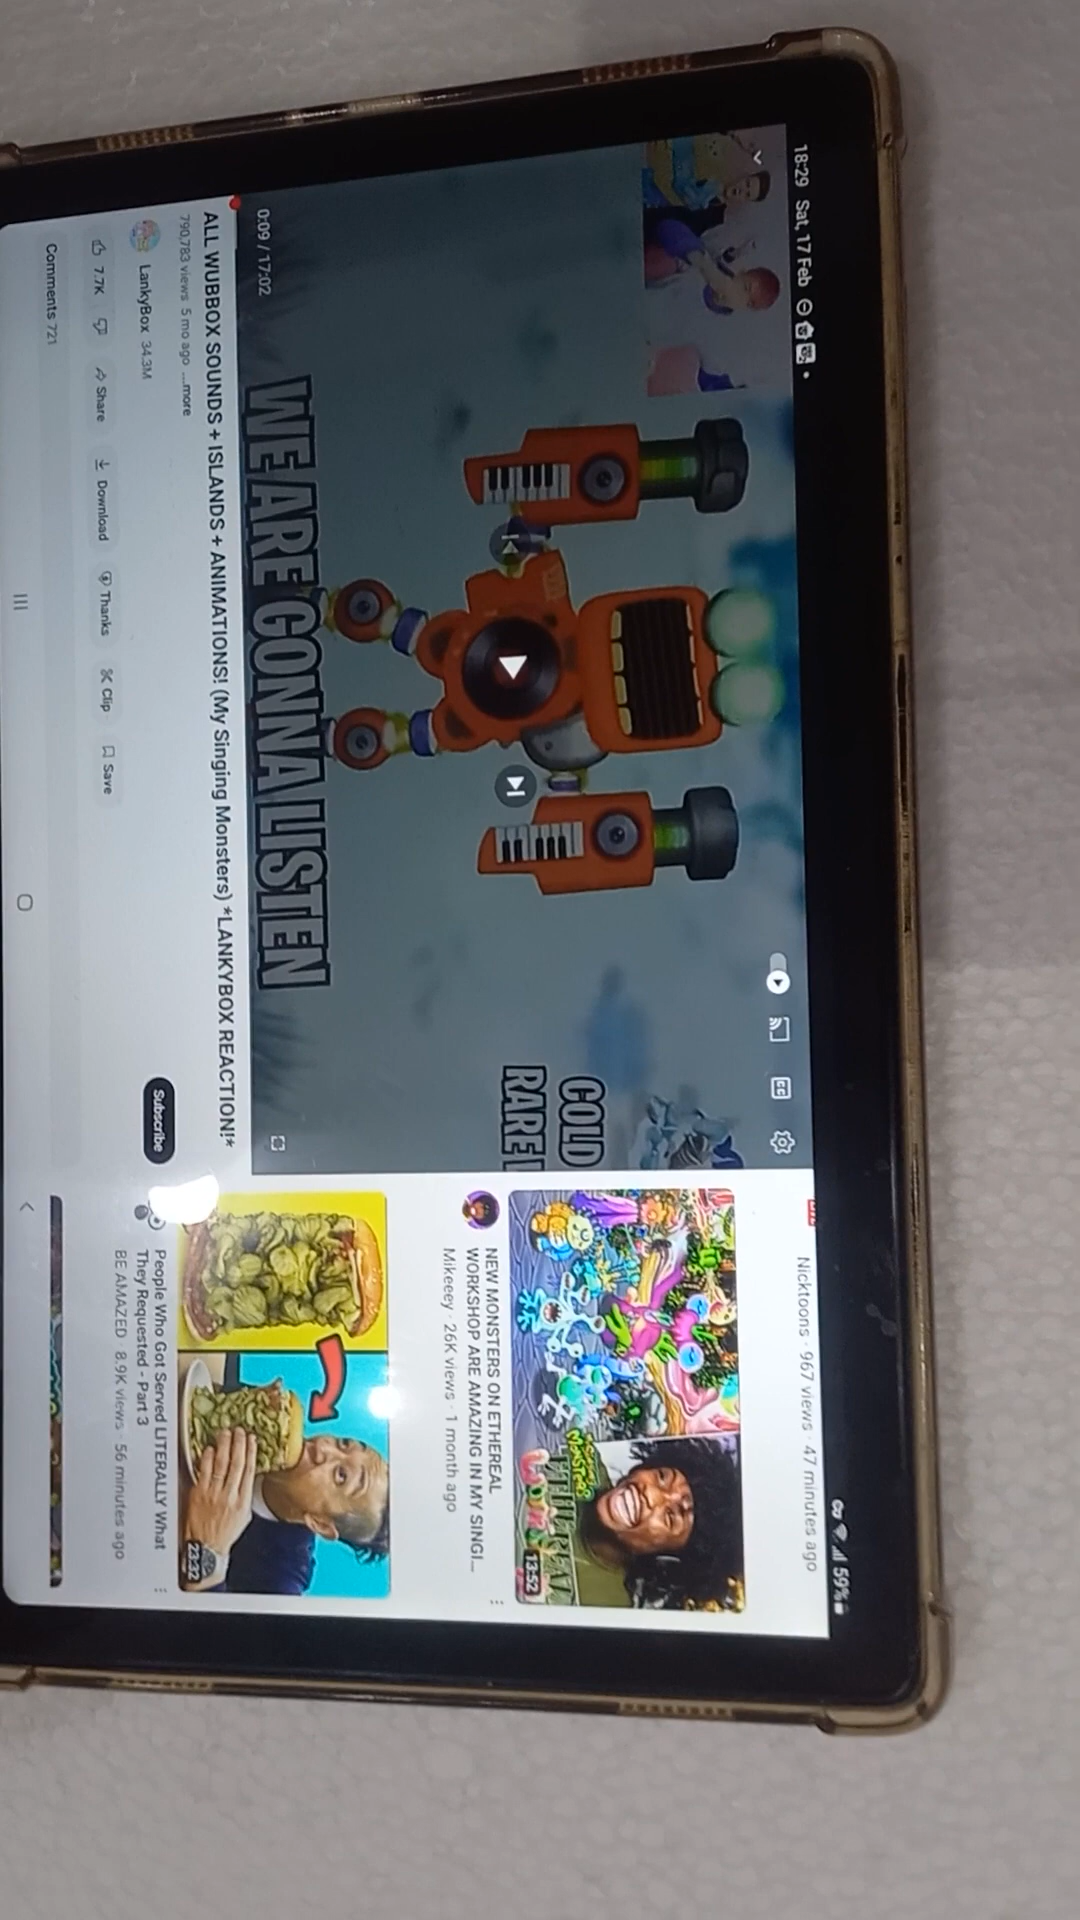 18:29 Sat, 17 Feb
59%
WE ARE GONNA LISTEN
COLD
RARE
0:09 / 17:02
CC
ALL WUBBOX SOUNDS + ISLANDS + ANIMATIONS! (My Singing Monsters) *LANKYBOX REACTION!*
790,783 views 5 mo ago ...more
LankyBox 34.3M
Subscribe
7.7K
Share
Download
Thanks
Clip
Save
Comments 721
Nicktoons · 967 views · 47 minutes ago
MONSTERS
13:52
NEW MONSTERS ON ETHEREAL
WORKSHOP ARE AMAZING IN MY SINGI...
Mikeeey · 26K views · 1 month ago
23:32
People Who Got Served LITERALLY What
They Requested - Part 3
BE AMAZED · 8.9K views · 56 minutes ago